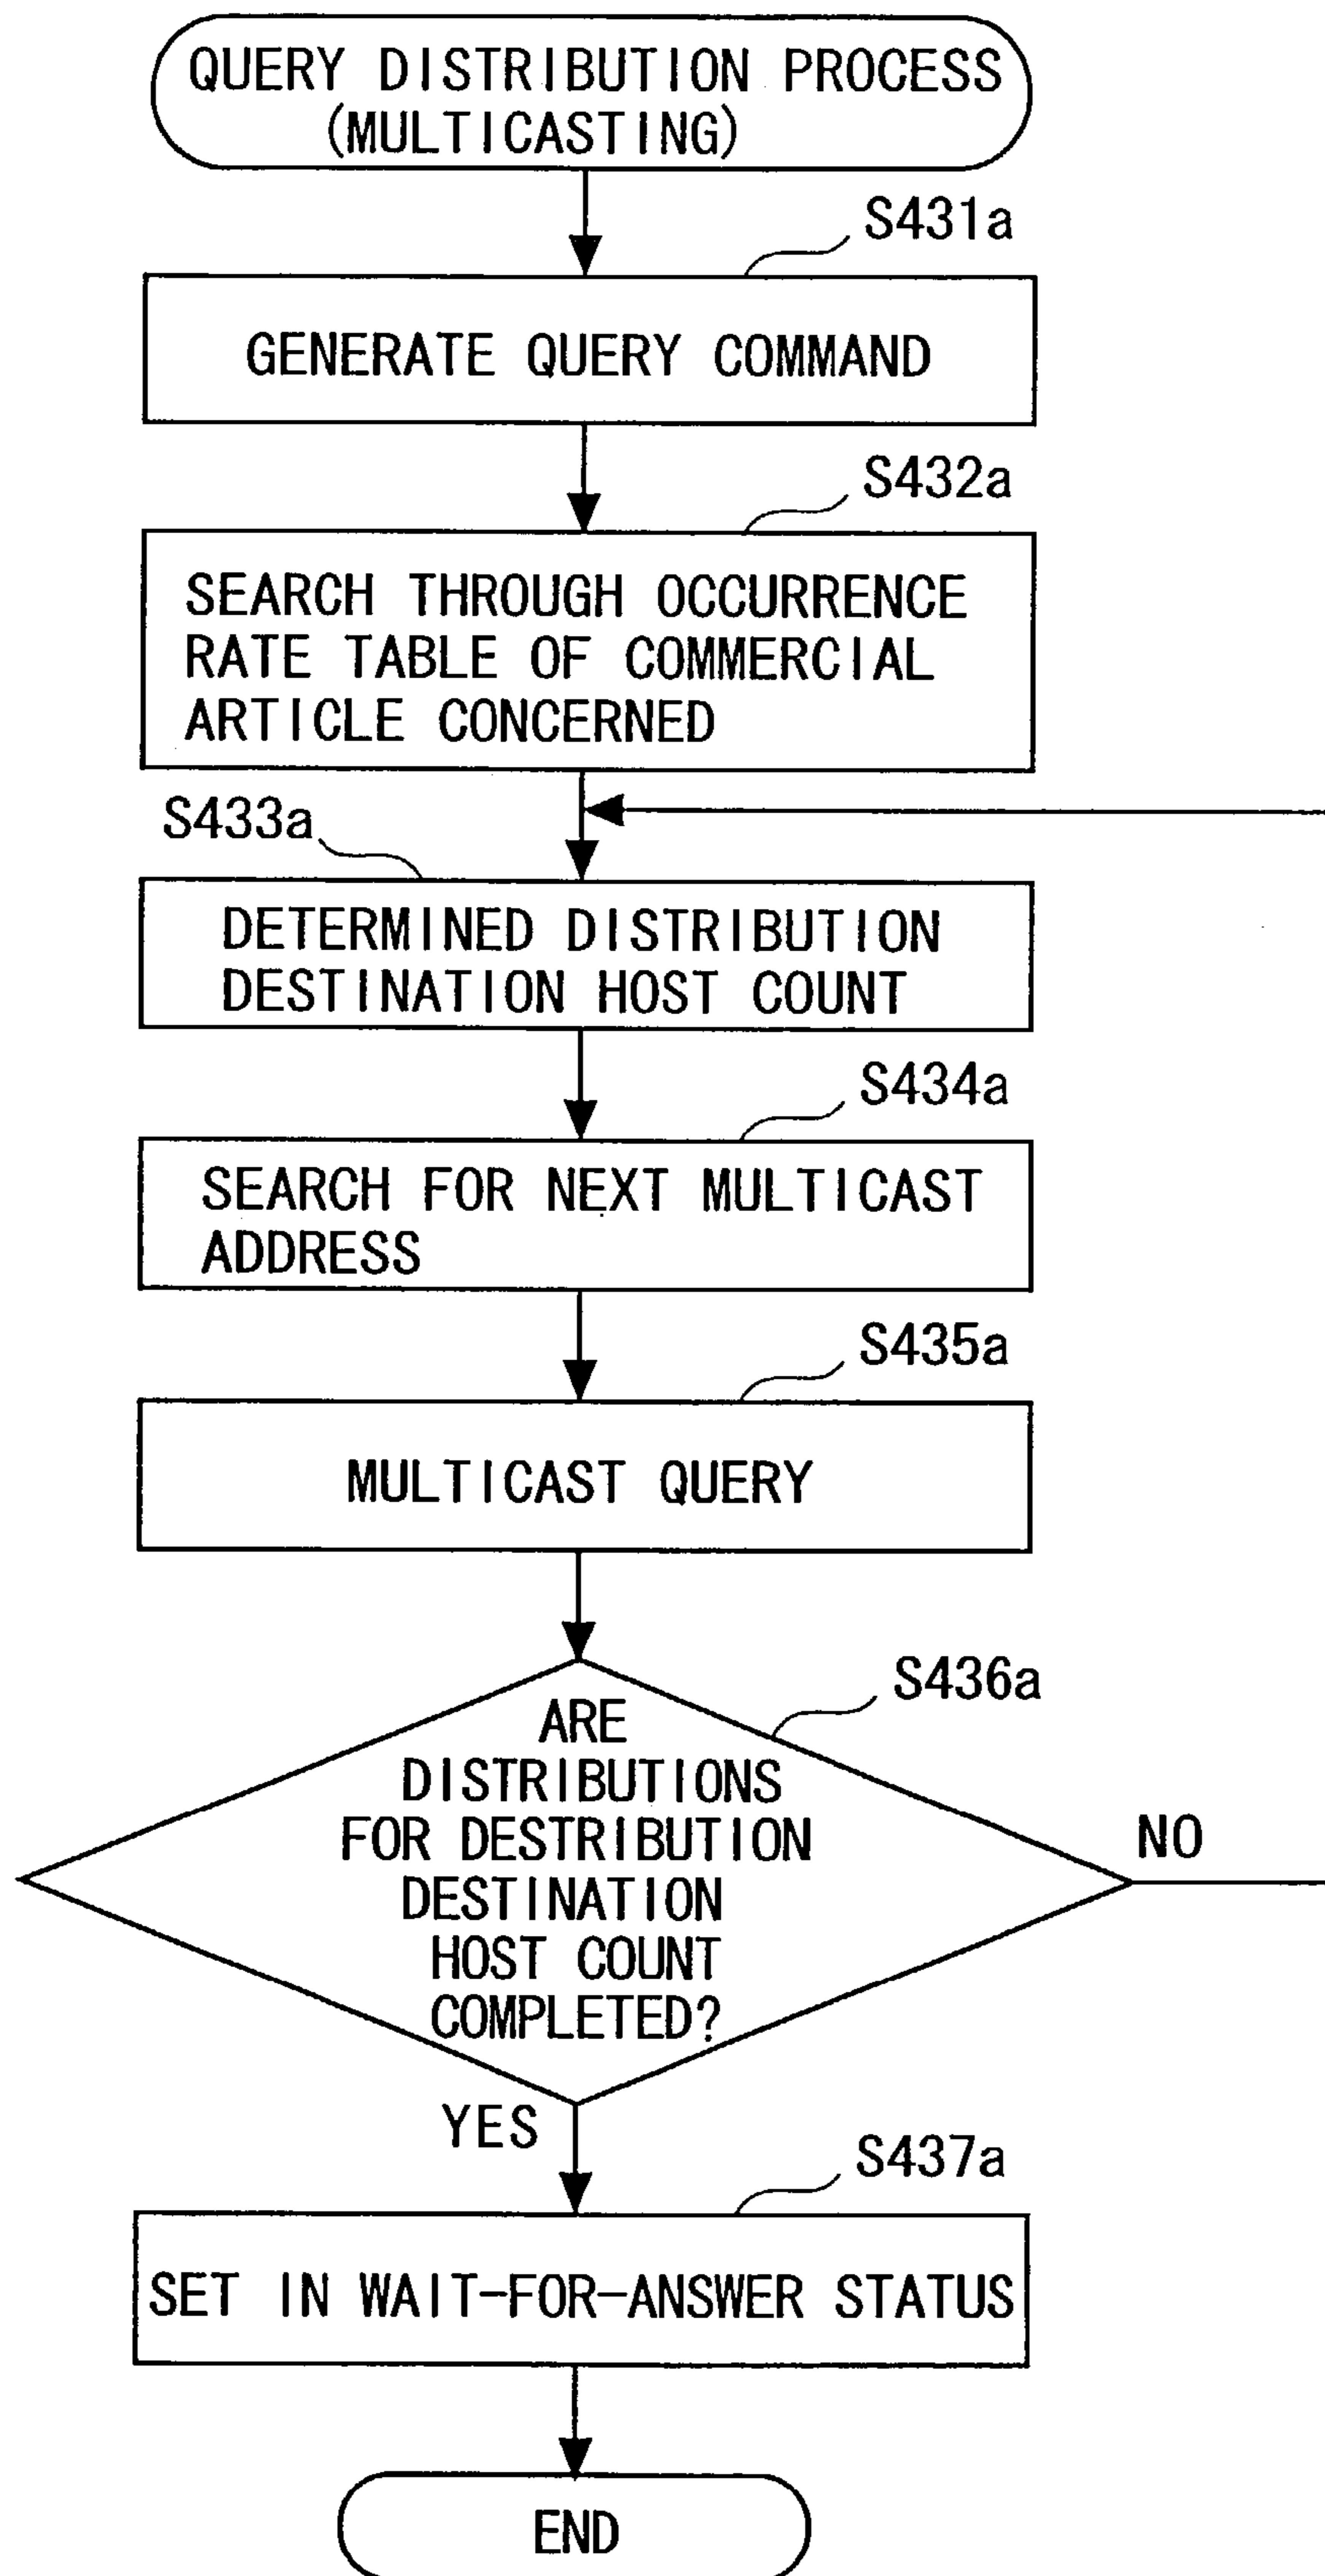 QUERY DISTRIBUTION PROCESS
(MULTICASTING)
S431a
GENERATE QUERY COMMAND
S432a
SEARCH THROUGH OCCURRENCE
RATE TABLE OF COMMERCIAL
ARTICLE CONCERNED
S433a
DETERMINED DISTRIBUTION
DESTINATION HOST COUNT
S434a
SEARCH FOR NEXT MULTICAST
ADDRESS
S435a
MULTICAST QUERY
S436a
ARE
DISTRIBUTIONS
FOR DESTRIBUTION
DESTINATION
HOST COUNT
COMPLETED?
NO
YES
S437a
SET IN WAIT-FOR-ANSWER STATUS
END